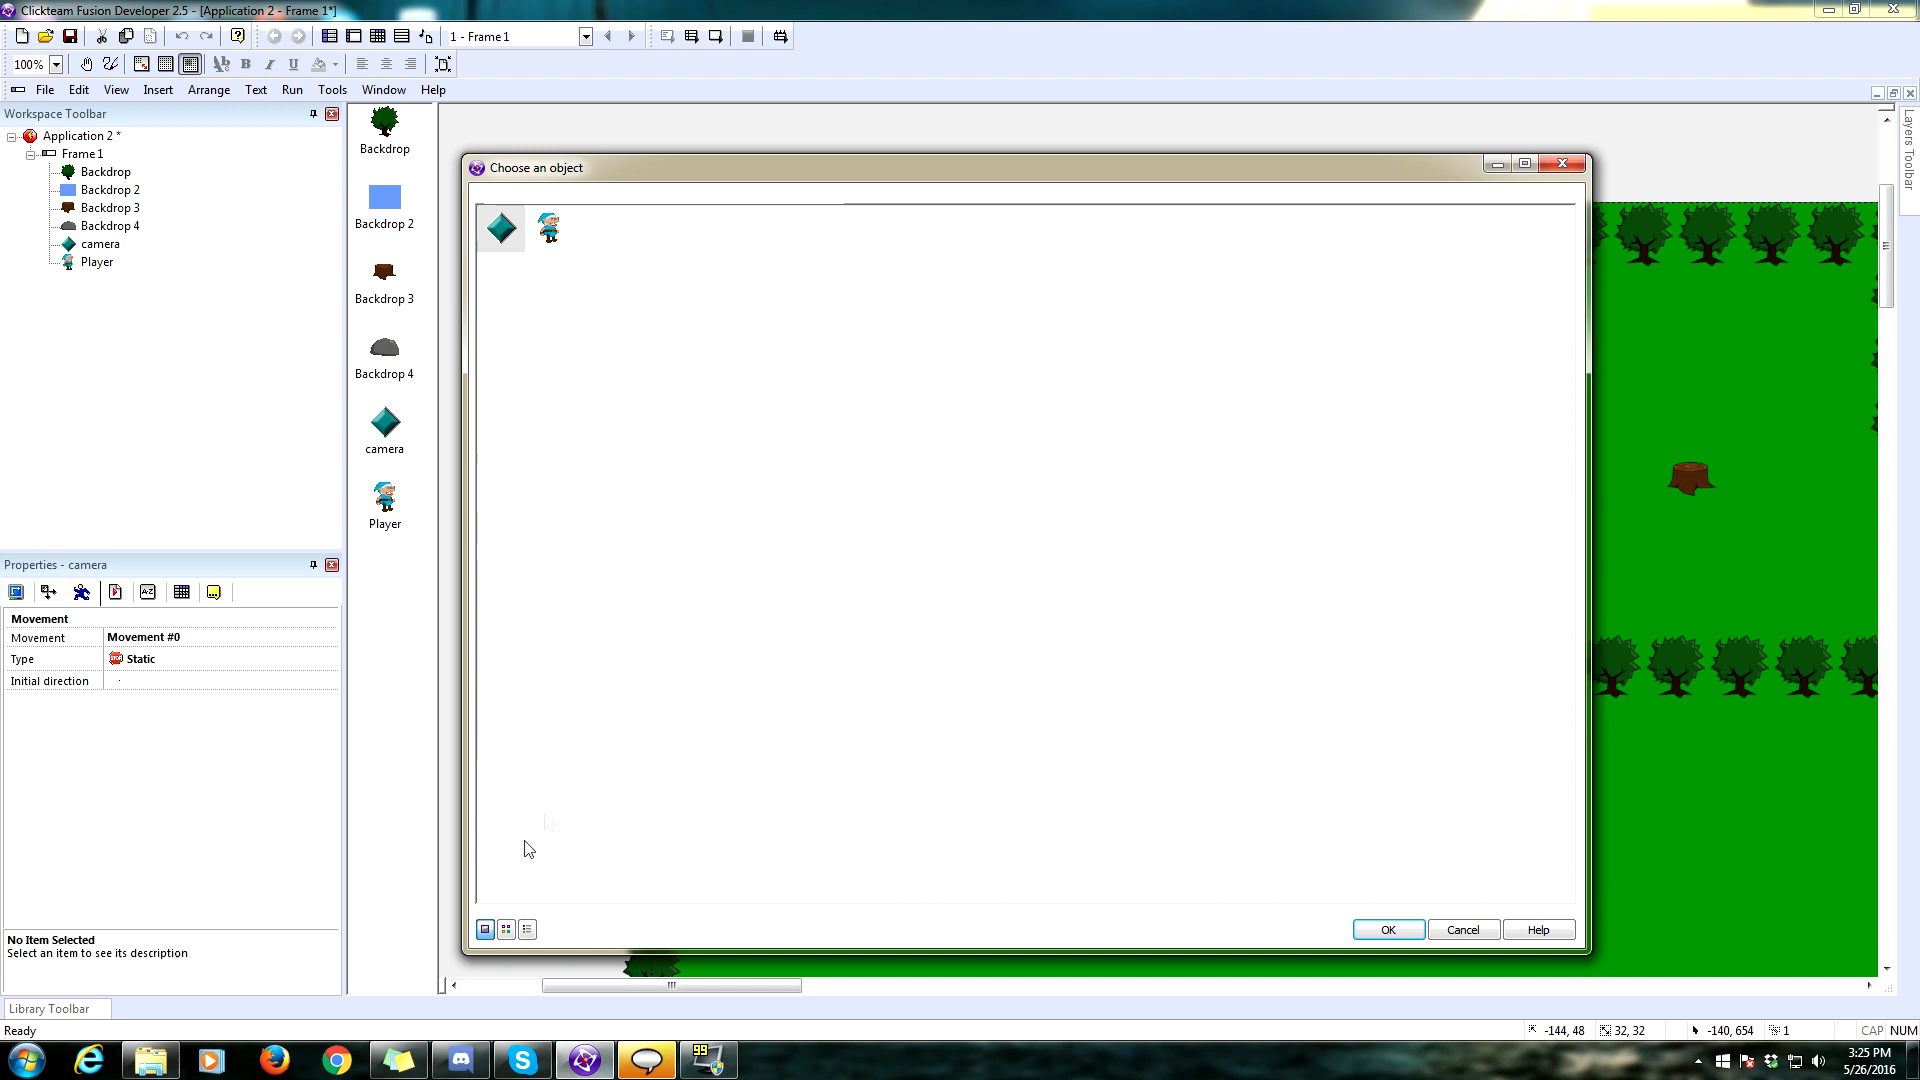 Clickteam Fusion Developer 2.5 - [Application 2 - Frame 1*]
1 - Frame 1
100%
File Edit View Insert Arrange Text Run Tools Window Help
Workspace Toolbar
Application 2 *
Frame 1
Backdrop
Backdrop 2
Backdrop 3
Backdrop 4
camera
Player
Backdrop
Backdrop 2
Backdrop 3
Backdrop 4
camera
Player
Choose an object
OK Cancel Help
Layers Toolbar
Properties - camera
Movement
Movement Movement #0
Type Static
Initial direction
No Item Selected
Select an item to see its description
Library Toolbar
Ready
-144, 48 32, 32 -140, 654 1 CAP NUM
99
3:25 PM
5/26/2016